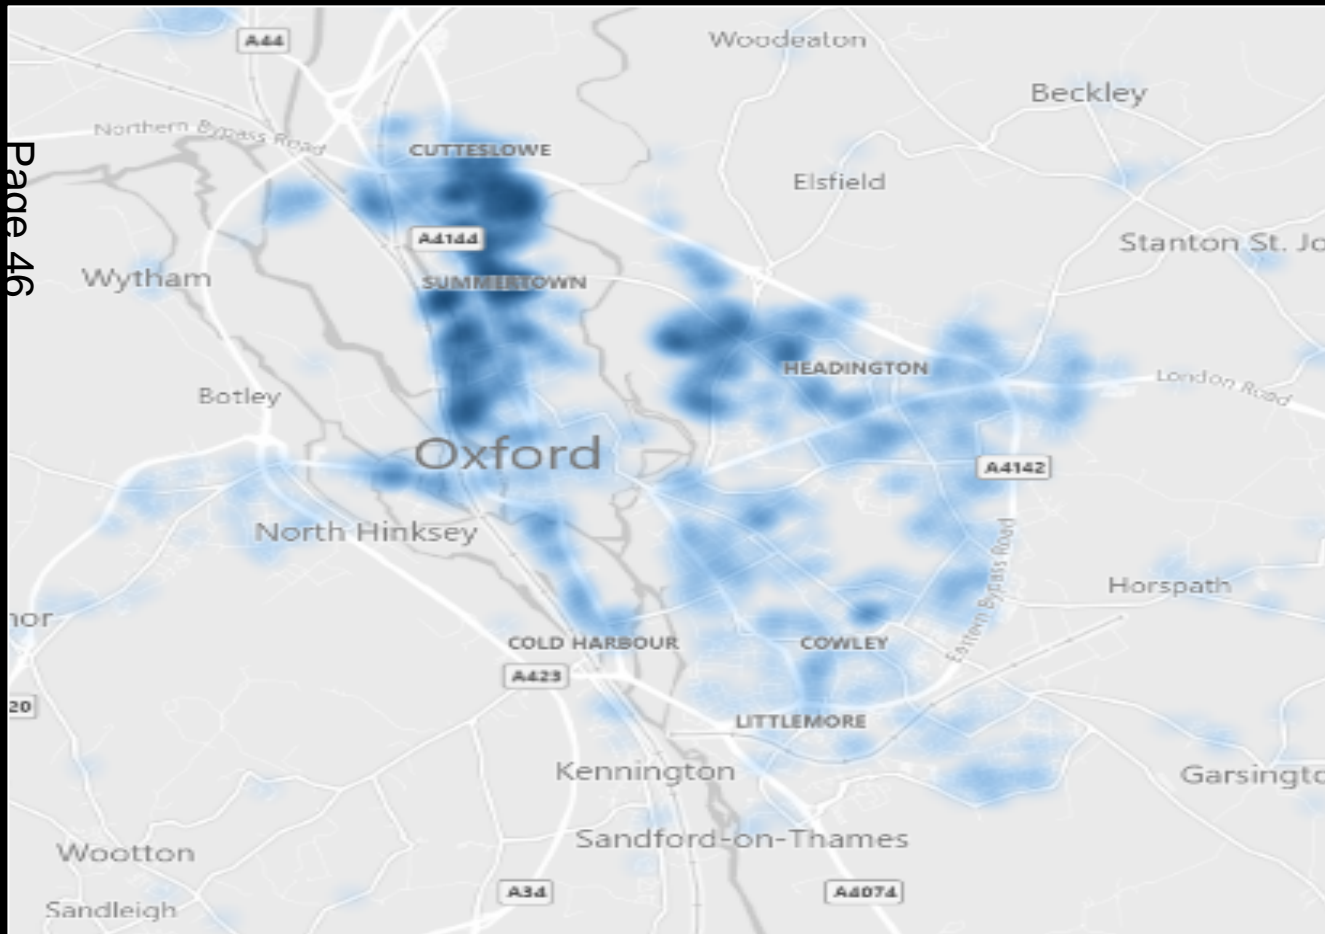 Page 46
A44
Woodeaton
Beckley
Northern Bypass Road
CUTTESLOWE
Elsfield
A4144
Stanton St. Jo
Wytham
SUMMERTOWN
HEADINGTON
London Road
Botley
Oxford
A4142
North Hinksey
Eastern Bypass Road
Horspath
nor
COLD HARBOUR
COWLEY
A423
20
LITTLEMORE
Kennington
Garsingto
Sandford-on-Thames
Wootton
A34
A4074
Sandleigh